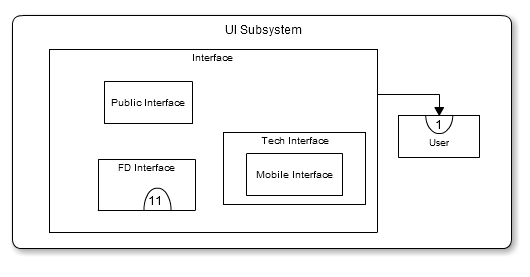 UI Subsystem
Interface
Public Interface
1
User
Tech Interface
Mobile Interface
FD Interface
11